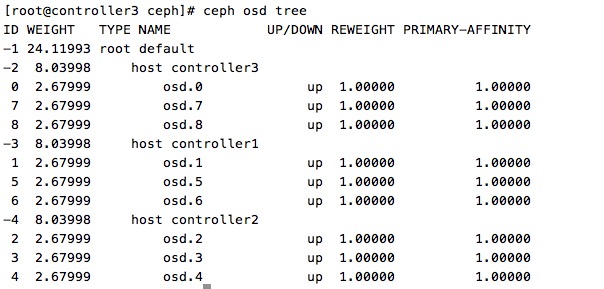 [root@controller3 ceph]# ceph osd tree
ID WEIGHT   TYPE NAME            UP/DOWN REWEIGHT PRIMARY-AFFINITY
-1 24.11993 root default
-2  8.03998     host controller3
 0  2.67999         osd.0             up  1.00000          1.00000
 7  2.67999         osd.7             up  1.00000          1.00000
 8  2.67999         osd.8             up  1.00000          1.00000
-3  8.03998     host controller1
 1  2.67999         osd.1             up  1.00000          1.00000
 5  2.67999         osd.5             up  1.00000          1.00000
 6  2.67999         osd.6             up  1.00000          1.00000
-4  8.03998     host controller2
 2  2.67999         osd.2             up  1.00000          1.00000
 3  2.67999         osd.3             up  1.00000          1.00000
 4  2.67999         osd.4             up  1.00000          1.00000